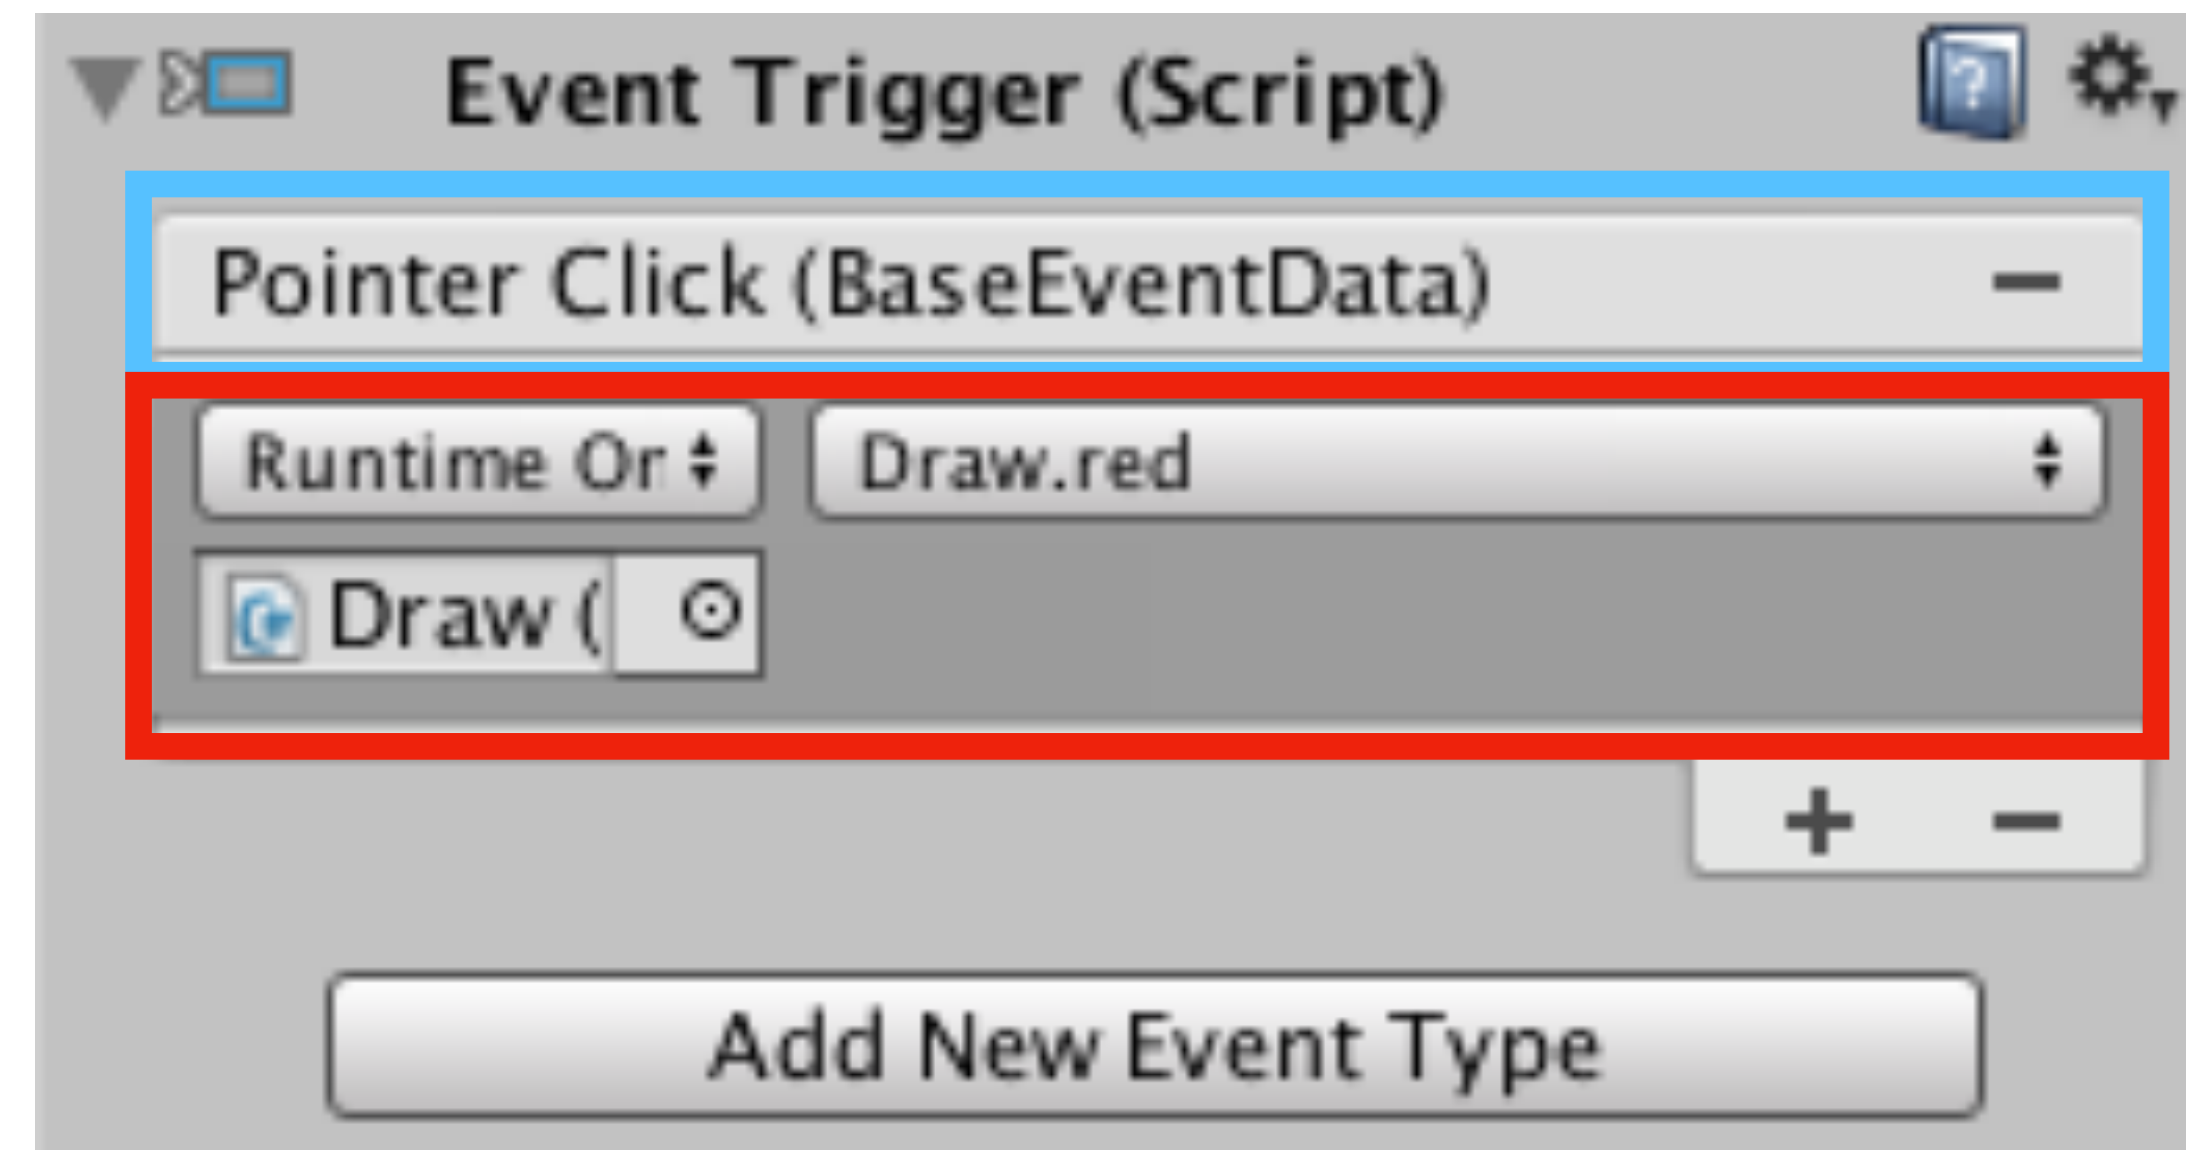 Event Trigger (Script)
Pointer Click (BaseEventData)
Runtime Or Draw.red
Draw (
Add New Event Type